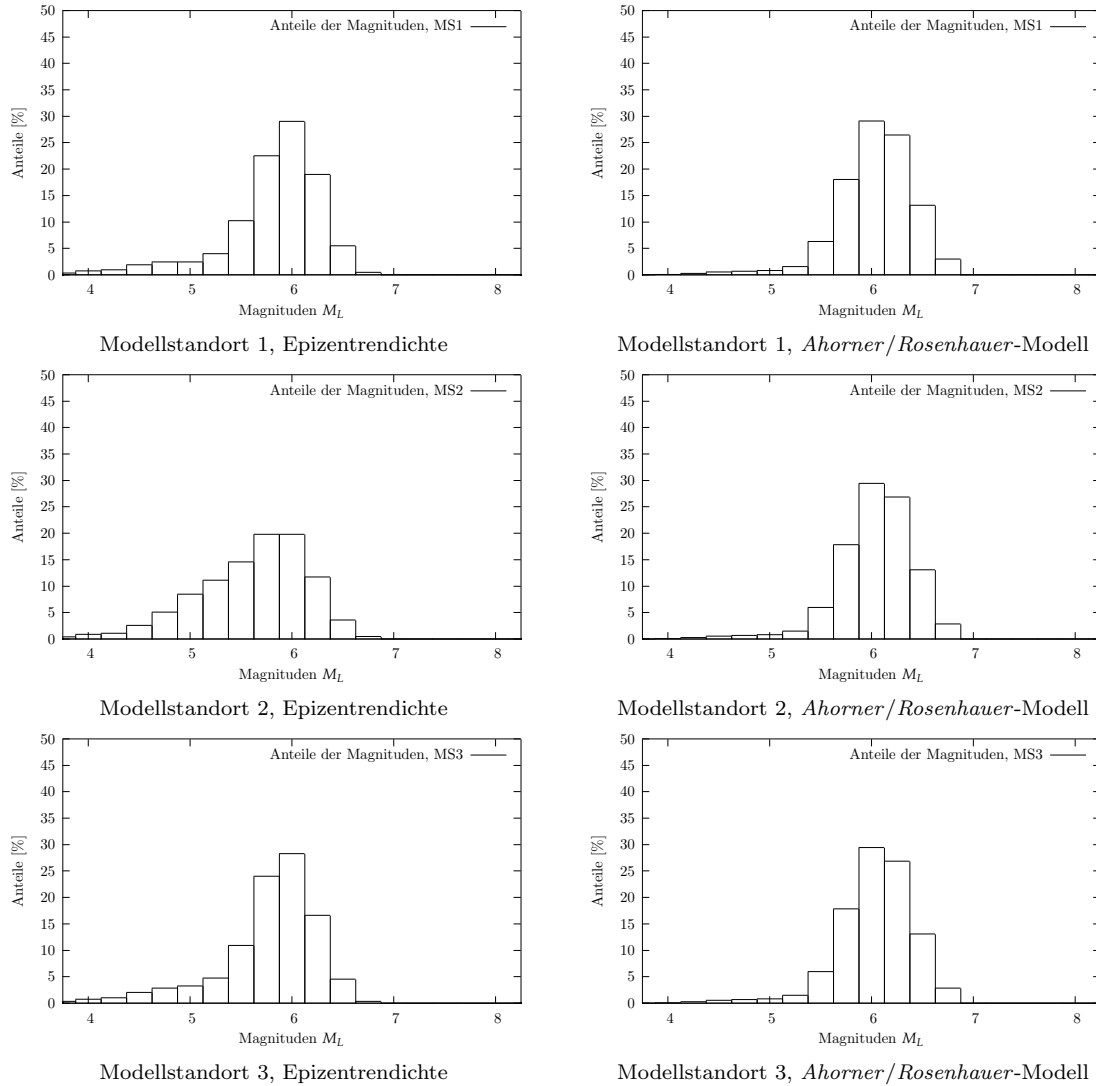 50
45
40
35
30
25
20
15
10
5
0
Anteile [%]
Anteile der Magnituden, MS1
4 5 6 7 8
Magnituden M_L
Modellstandort 1, Epizentrendichte
50
45
40
35
30
25
20
15
10
5
0
Anteile [%]
Anteile der Magnituden, MS1
4 5 6 7 8
Magnituden M_L
Modellstandort 1, Ahorner/Rosenhauer-Modell
50
45
40
35
30
25
20
15
10
5
0
Anteile [%]
Anteile der Magnituden, MS2
4 5 6 7 8
Magnituden M_L
Modellstandort 2, Epizentrendichte
50
45
40
35
30
25
20
15
10
5
0
Anteile [%]
Anteile der Magnituden, MS2
4 5 6 7 8
Magnituden M_L
Modellstandort 2, Ahorner/Rosenhauer-Modell
50
45
40
35
30
25
20
15
10
5
0
Anteile [%]
Anteile der Magnituden, MS3
4 5 6 7 8
Magnituden M_L
Modellstandort 3, Epizentrendichte
50
45
40
35
30
25
20
15
10
5
0
Anteile [%]
Anteile der Magnituden, MS3
4 5 6 7 8
Magnituden M_L
Modellstandort 3, Ahorner/Rosenhauer-Modell